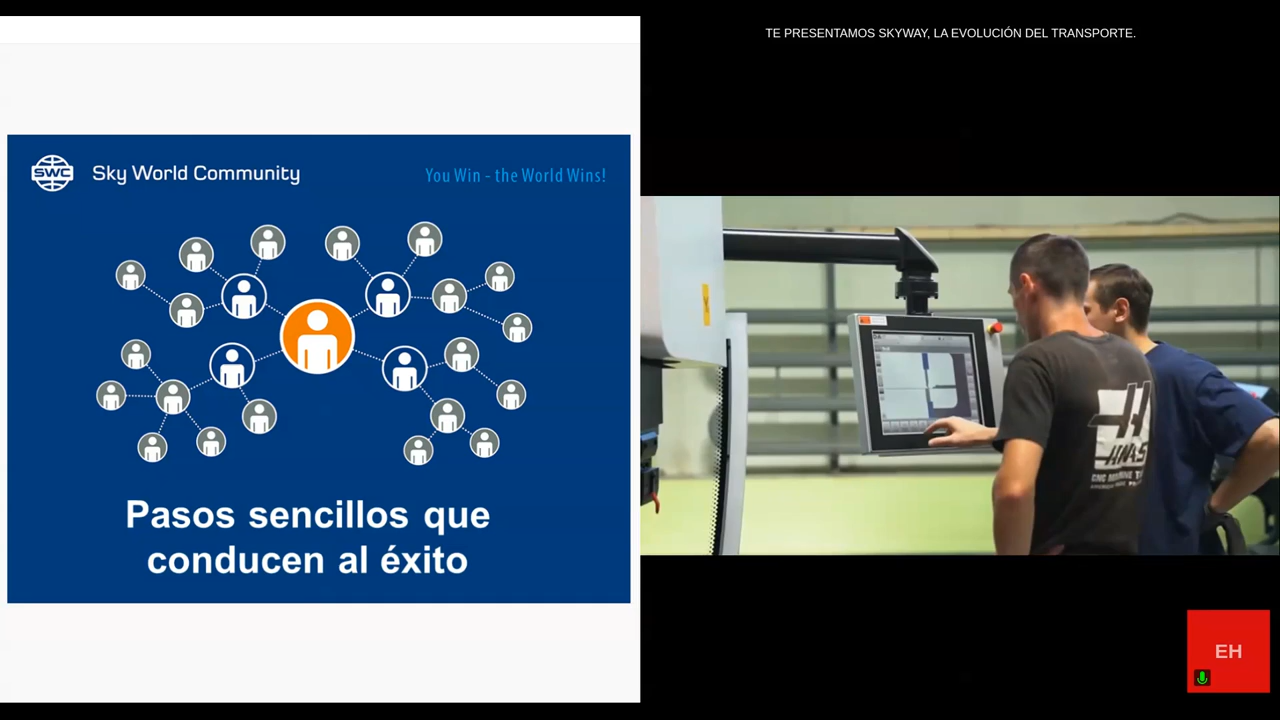 TE PRESENTAMOS SKYWAY, LA EVOLUCIÓN DEL TRANSPORTE.
SWC
Sky World Community
You Win - the World Wins!
Pasos sencillos que
conducen al éxito
HAAS
EH